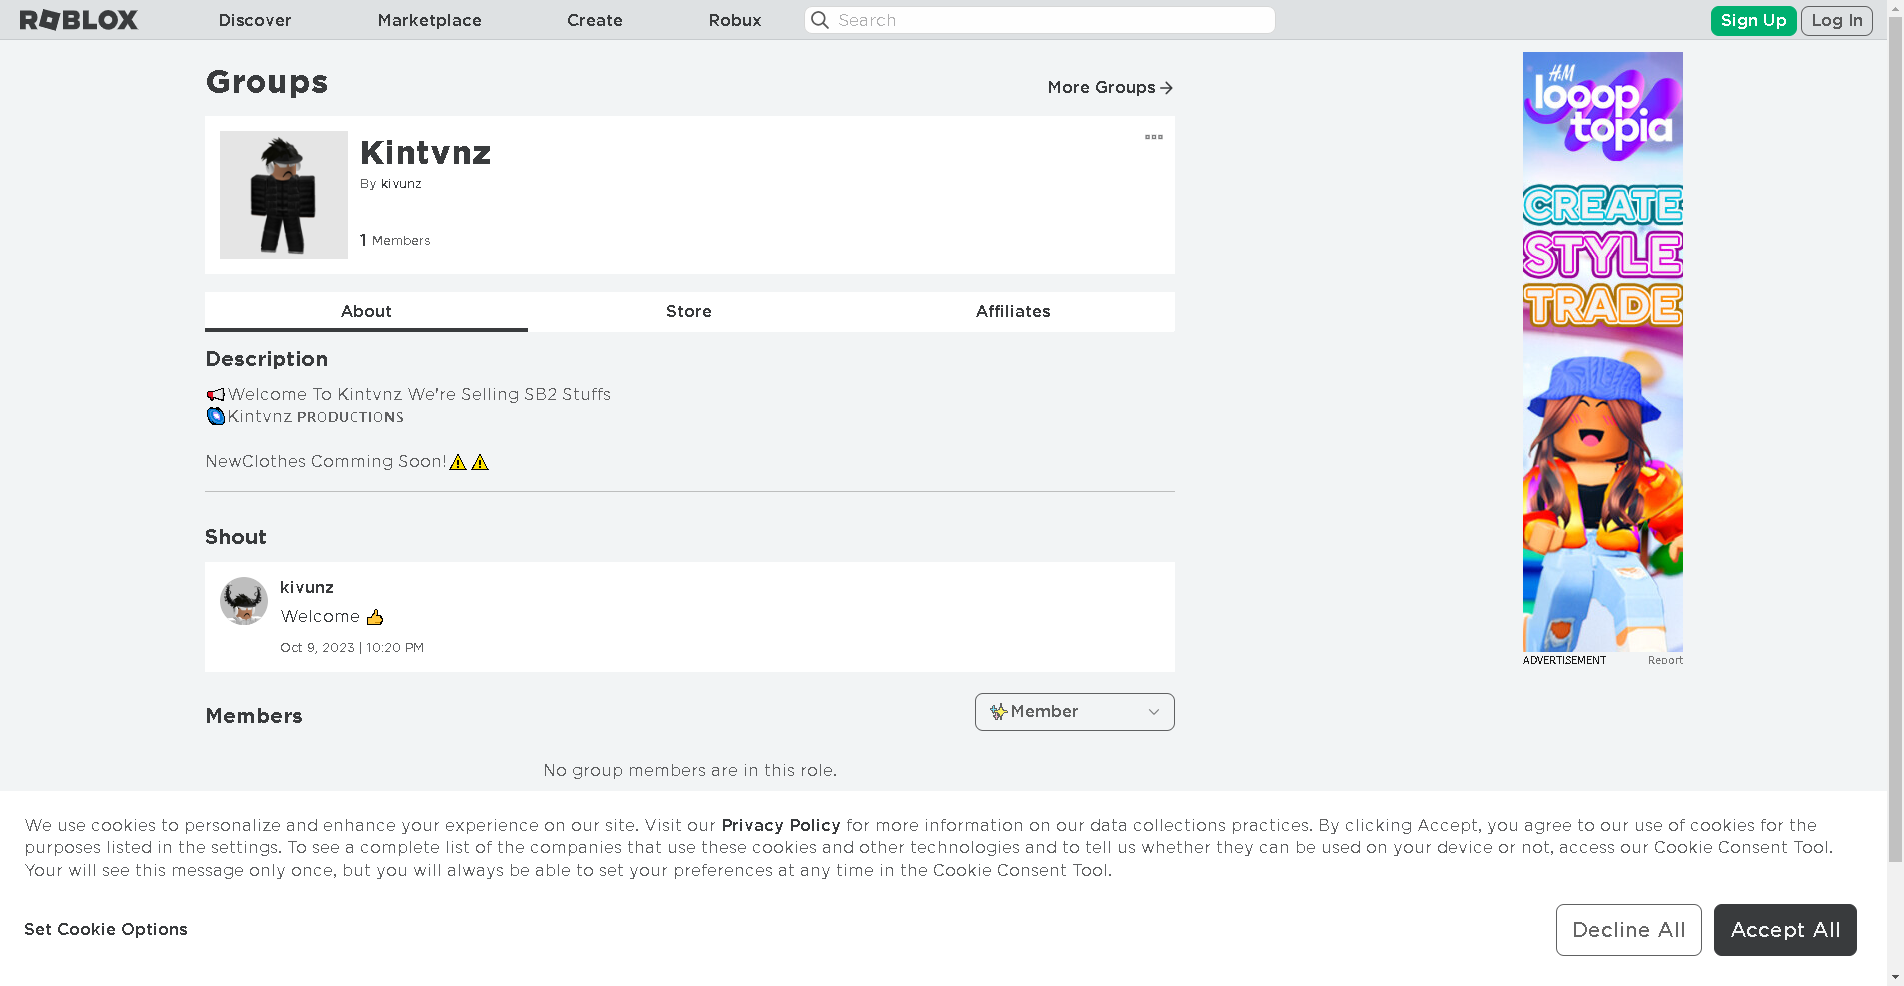 ROBLOX
Discover
Marketplace
Create
Robux
Search
Sign Up
Log In
Groups
More Groups
Kintvnz
By kivunz
1 Members
About
Store
Affiliates
Description
📢Welcome To Kintvnz We're Selling SB2 Stuffs
🌀Kintvnz ᴘʀᴏᴅᴜᴄᴛɪᴏɴs
NewClothes Comming Soon!⚠️⚠️
Shout
kivunz
Welcome 👍
Oct 9, 2023 | 10:20 PM
Members
✨Member
No group members are in this role.
H&M
looop
topia
CREATE
STYLE
TRADE
ADVERTISEMENT
Report
We use cookies to personalize and enhance your experience on our site. Visit our Privacy Policy for more information on our data collections practices. By clicking Accept, you agree to our use of cookies for the
purposes listed in the settings. To see a complete list of the companies that use these cookies and other technologies and to tell us whether they can be used on your device or not, access our Cookie Consent Tool.
Your will see this message only once, but you will always be able to set your preferences at any time in the Cookie Consent Tool.
Set Cookie Options
Decline All
Accept All